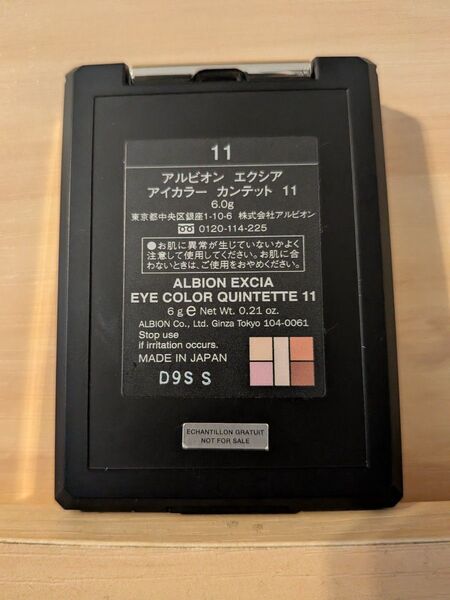 11
アルビオン エクシア
アイカラー カンテット 11
6.0g
東京都中央区銀座1-10-6 株式会社アルビオン
0120-114-225
●お肌に異常が生じていないかよく
注意して使用してください。お肌に合
わないときは、ご使用をおやめください。
ALBION EXCIA
EYE COLOR QUINTETTE 11
6 g ℮ Net Wt. 0.21 oz.
ALBION Co., Ltd. Ginza Tokyo 104-0061
Stop use
if irritation occurs.
MADE IN JAPAN
D9S S
ECHANTILLON GRATUIT
NOT FOR SALE